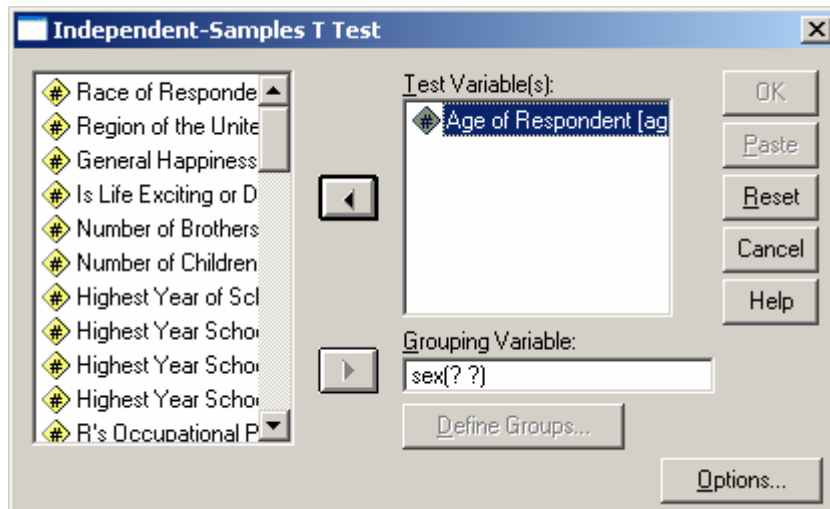 Independent-Samples T Test
Race of Responde
Region of the Unite
General Happiness
Is Life Exciting or D
Number of Brothers
Number of Children
Highest Year of Scl
Highest Year Schoo
Highest Year Schoo
Highest Year Schoo
R's Occupational P
Test Variable(s):
Age of Respondent [ag
Grouping Variable:
sex(? ?)
Define Groups...
OK
Paste
Reset
Cancel
Help
Options...